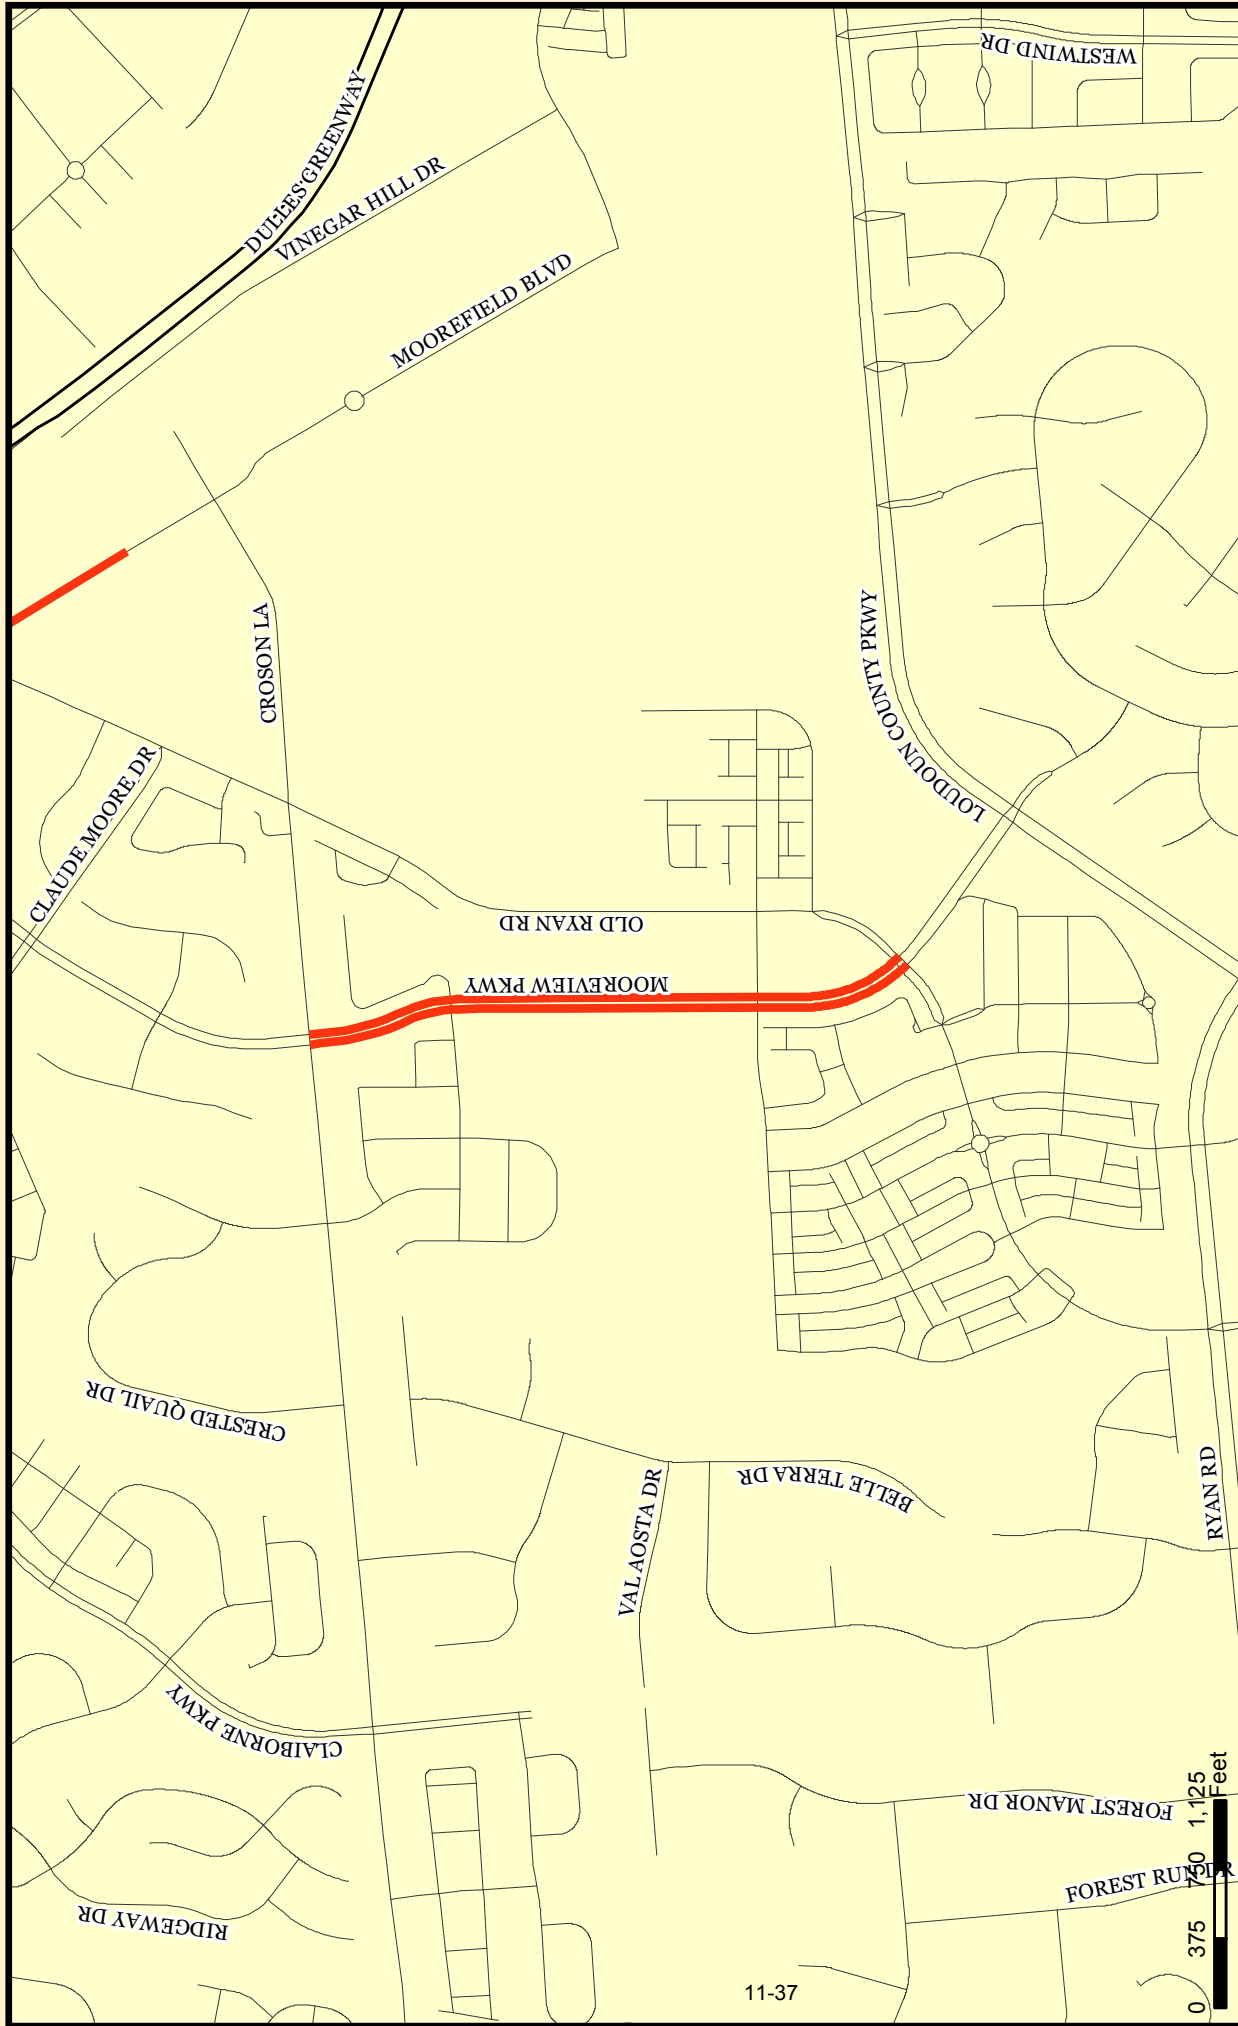 WESTWIND DR
DULLES GREENWAY
VINEGAR HILL DR
MOOREFIELD BLVD
CROSON LA
LOUDOUN COUNTY PKWY
CLAUDE MOORE DR
OLD RYAN RD
MOOREVIEW PKWY
CRESTED QUAIL DR
BELLE TERRA DR
VAL AOSTA DR
RYAN RD
CLAIBORNE PKWY
FOREST MANOR DR
FOREST RUN DR
RIDGEWAY DR
0 375 750 1,125
Feet
11-37